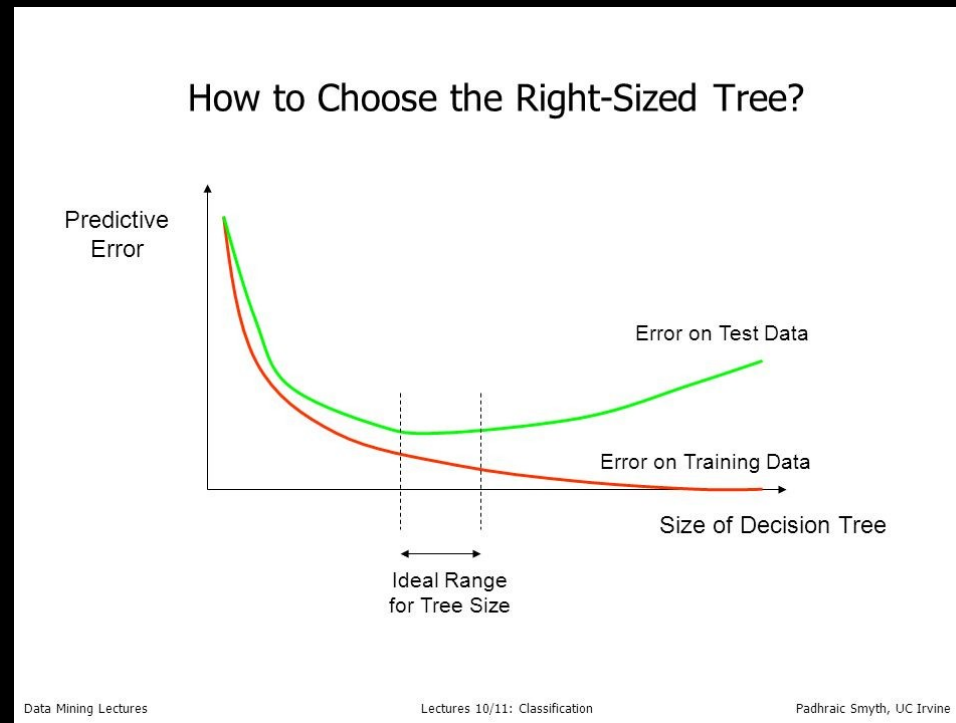 How to Choose the Right-Sized Tree?
Predictive
Error
Error on Test Data
Error on Training Data
Size of Decision Tree
Ideal Range
for Tree Size
Data Mining Lectures
Lectures 10/11: Classification
Padhraic Smyth, UC Irvine